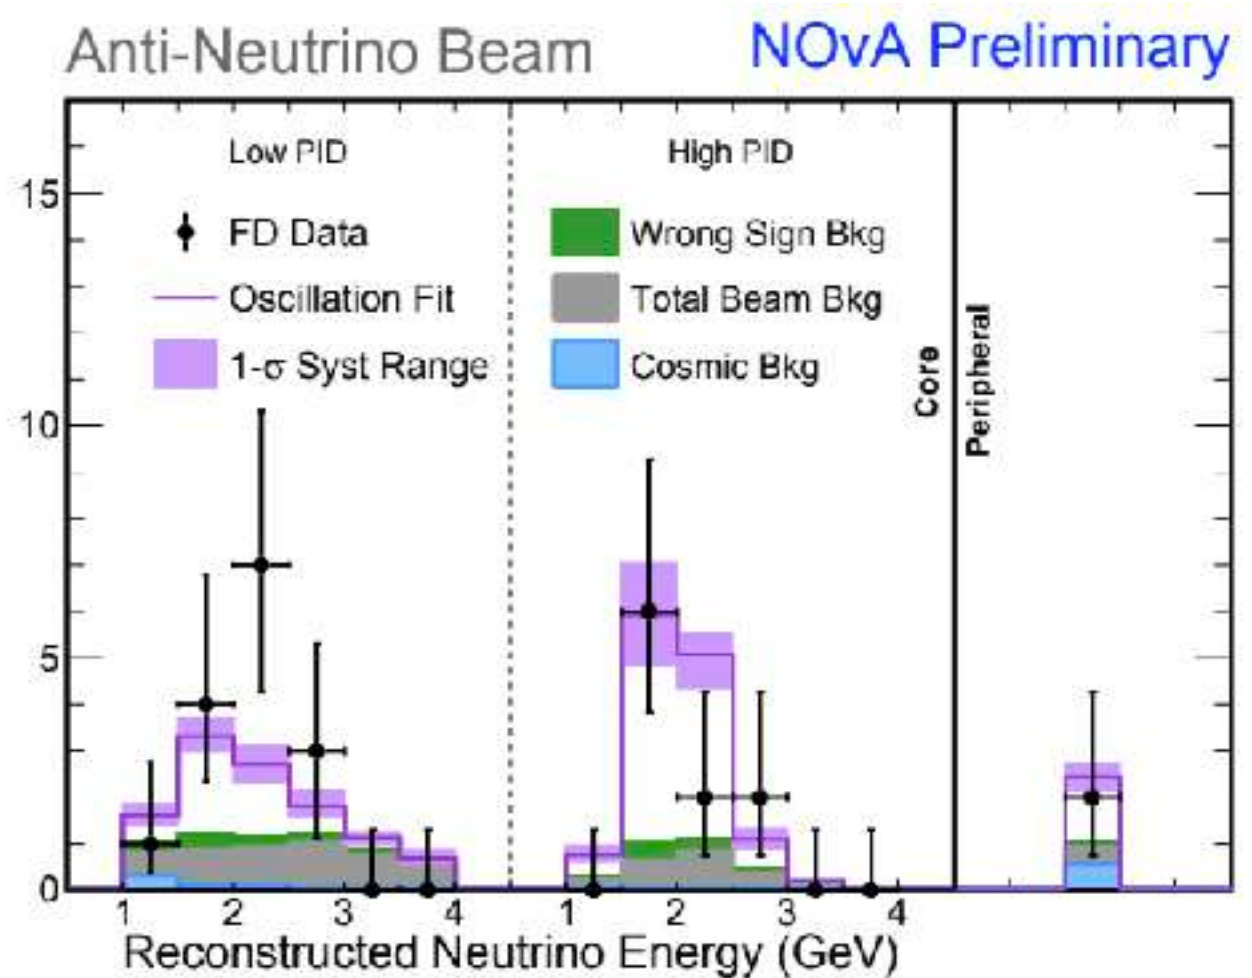 Anti-Neutrino Beam
NOνA Preliminary
Low PID
High PID
FD Data
Oscillation Fit
1-σ Syst Range
Wrong Sign Bkg
Total Beam Bkg
Cosmic Bkg
Core
Peripheral
15
10
5
0
1 2 3 4 1 2 3 4
Reconstructed Neutrino Energy (GeV)